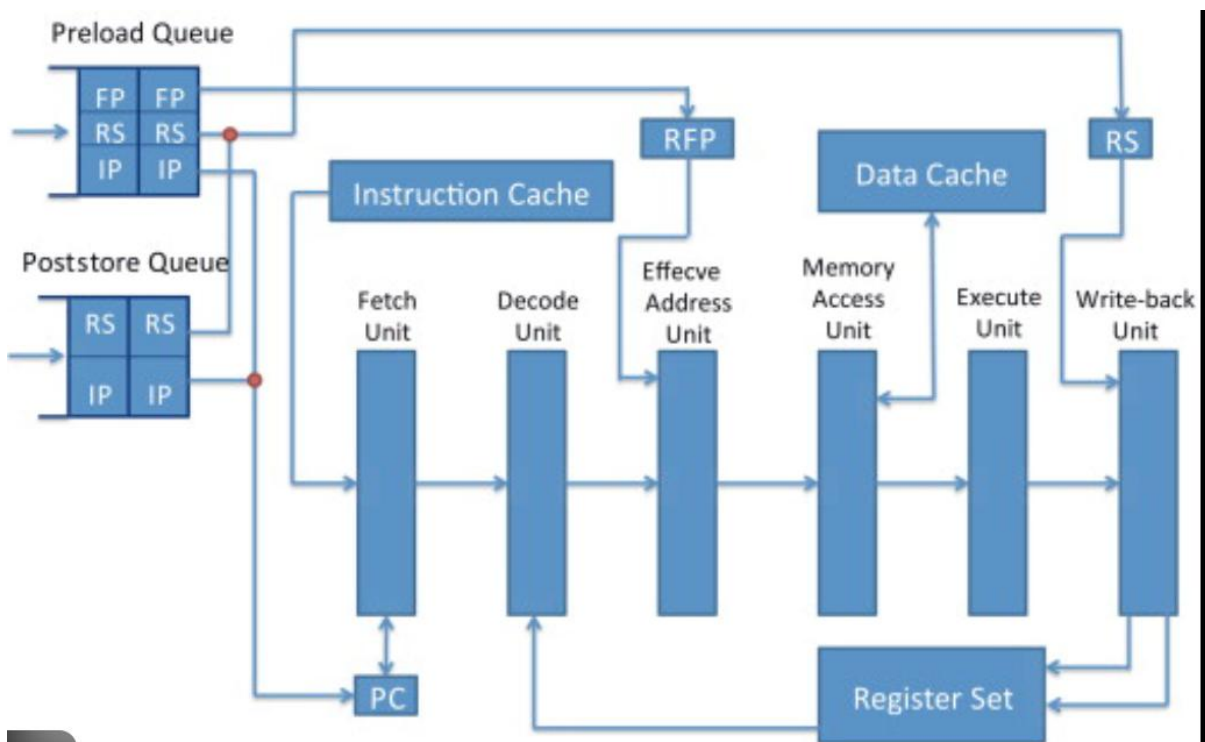 Preload Queue
FP FP
RS RS
IP IP
RFP
RS
Instruction Cache
Data Cache
Poststore Queue
RS RS
IP IP
Fetch
Unit
Decode
Unit
Effecve
Address
Unit
Memory
Access
Unit
Execute
Unit
Write-back
Unit
PC
Register Set